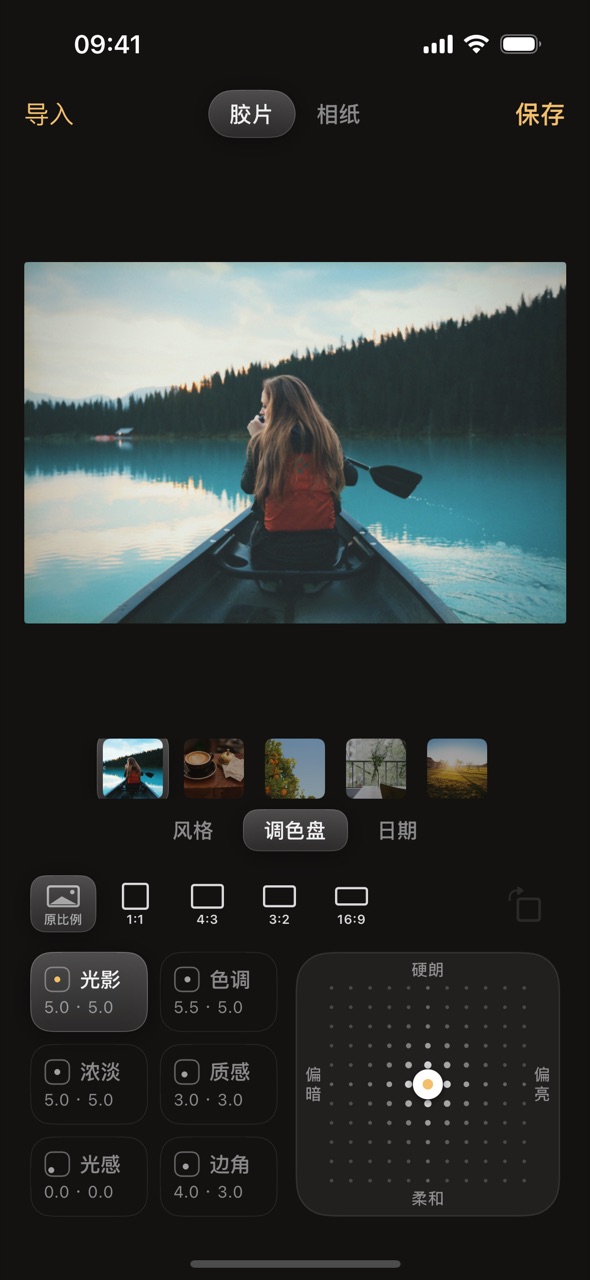 09:41
导入
胶片
相纸
保存
风格
调色盘
日期
原比例
1:1
4:3
3:2
16:9
光影
5.0 · 5.0
色调
5.5 · 5.0
浓淡
5.0 · 5.0
质感
3.0 · 3.0
光感
0.0 · 0.0
边角
4.0 · 3.0
硬朗
偏暗
偏亮
柔和